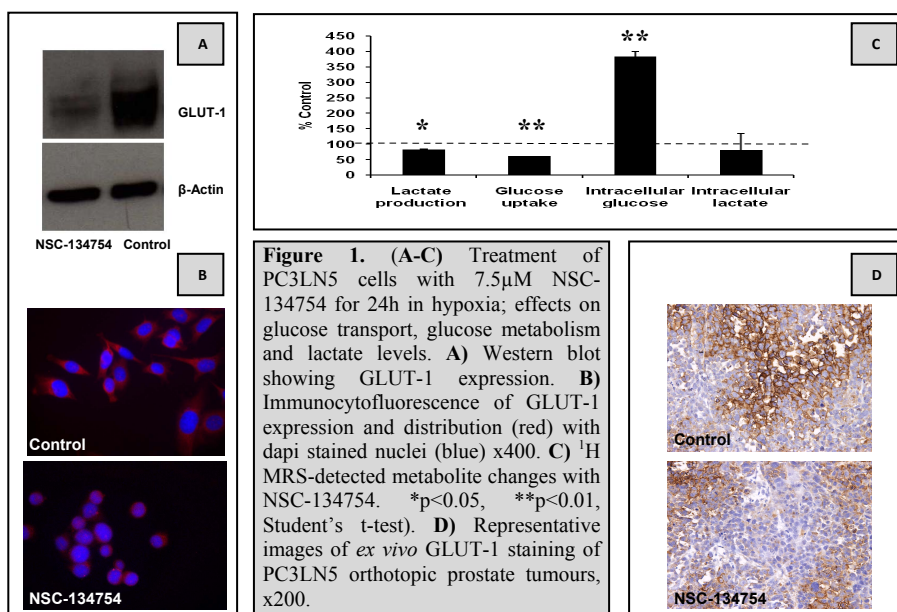 A
GLUT-1
β-Actin
NSC-134754 Control
B
Control
NSC-134754
C
% Control
450
400
350
300
250
200
150
100
50
0
*
**
**
Lactate production
Glucose uptake
Intracellular glucose
Intracellular lactate
Figure 1. (A-C) Treatment of
PC3LN5 cells with 7.5µM NSC-
134754 for 24h in hypoxia; effects on
glucose transport, glucose metabolism
and lactate levels. A) Western blot
showing GLUT-1 expression. B)
Immunocytofluorescence of GLUT-1
expression and distribution (red) with
dapi stained nuclei (blue) x400. C) ¹H
MRS-detected metabolite changes with
NSC-134754. *p<0.05, **p<0.01,
Student's t-test). D) Representative
images of ex vivo GLUT-1 staining of
PC3LN5 orthotopic prostate tumours,
x200.
D
Control
NSC-134754